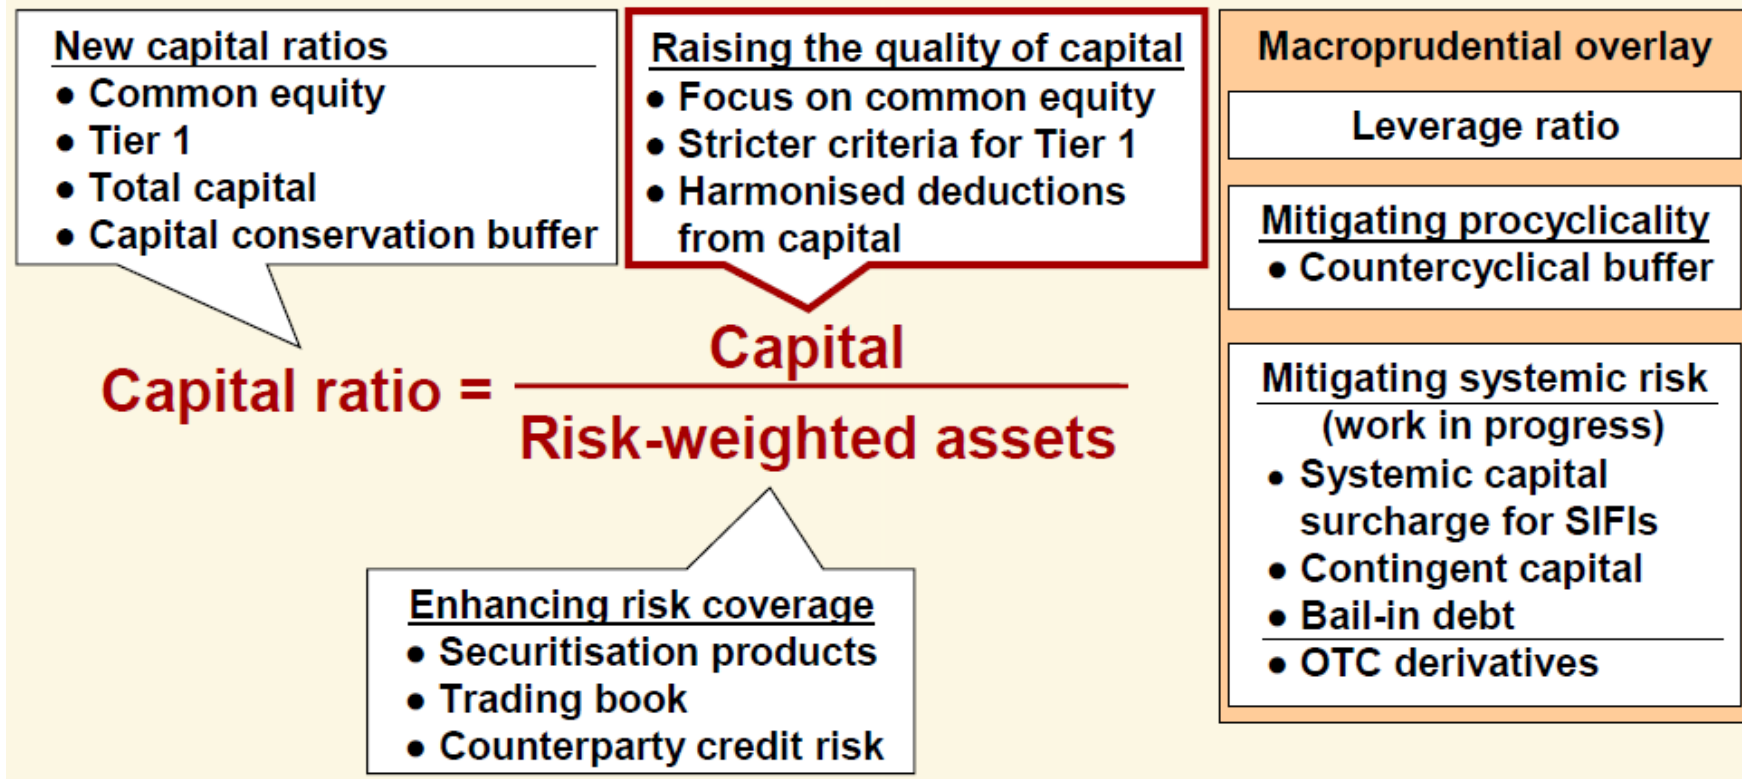 New capital ratios
● Common equity
● Tier 1
● Total capital
● Capital conservation buffer
Raising the quality of capital
● Focus on common equity
● Stricter criteria for Tier 1
● Harmonised deductions
from capital
Capital ratio =
Capital
Risk-weighted assets
Enhancing risk coverage
● Securitisation products
● Trading book
● Counterparty credit risk
Macroprudential overlay
Leverage ratio
Mitigating procyclicality
● Countercyclical buffer
Mitigating systemic risk
(work in progress)
● Systemic capital
surcharge for SIFIs
● Contingent capital
● Bail-in debt
● OTC derivatives